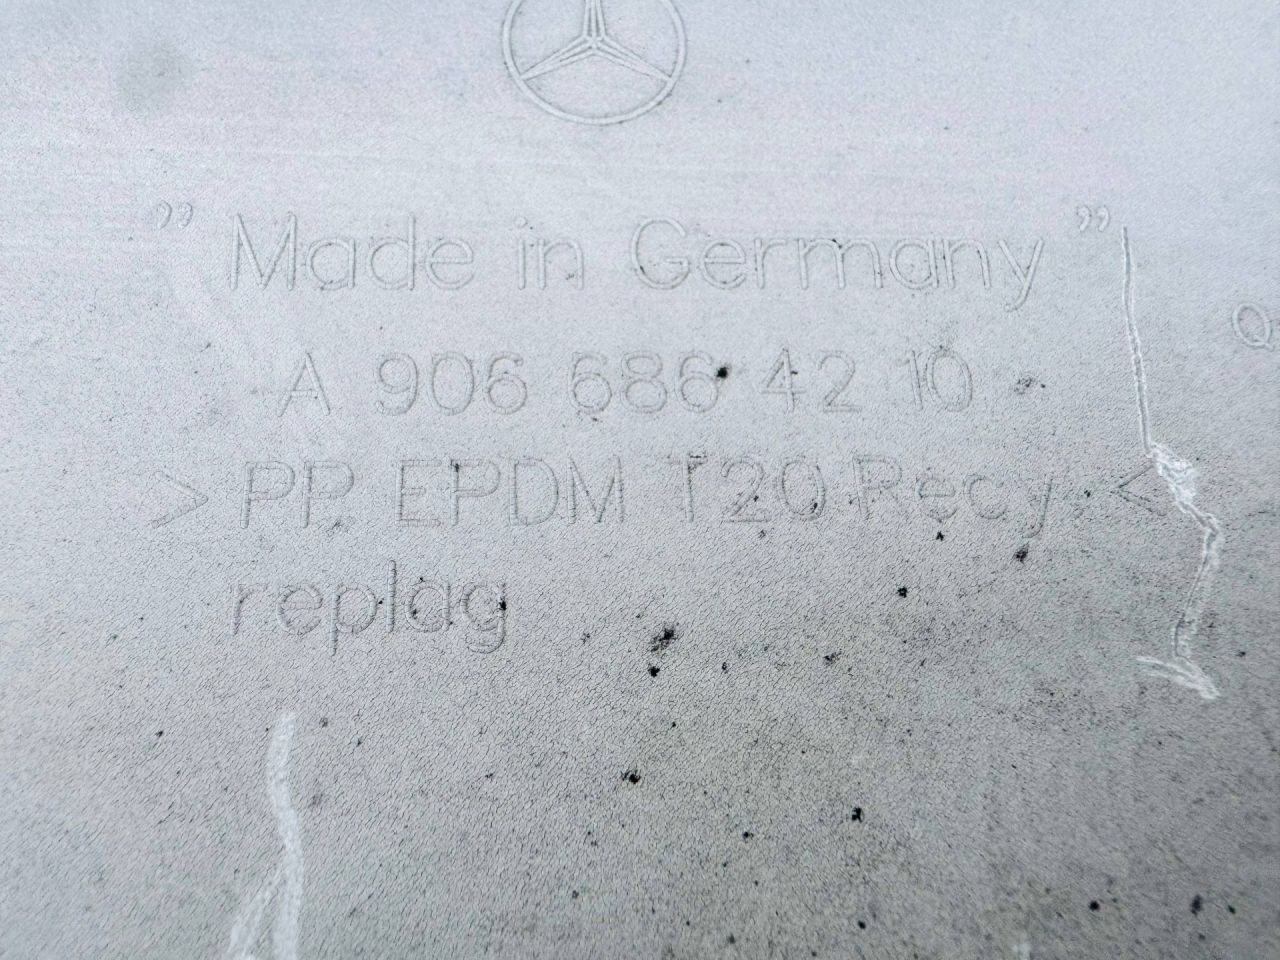 ” Made in Germany ”
A 906 686 42 10
> PP. EPDM T20 Recy. <
replag